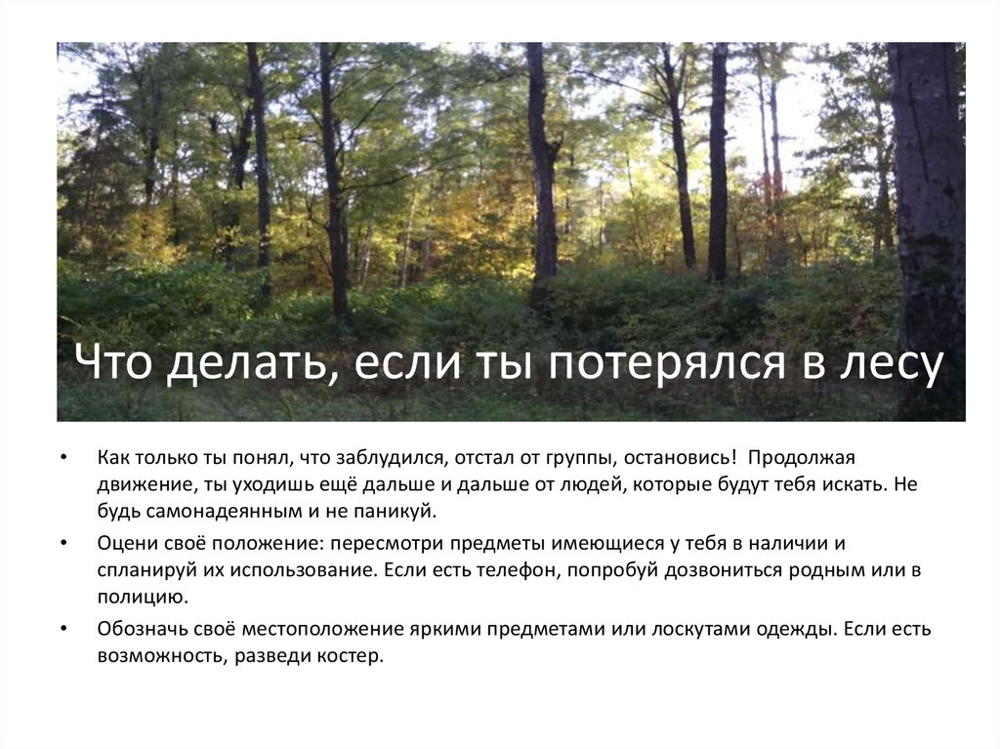 Что делать, если ты потерялся в лесу
• Как только ты понял, что заблудился, отстал от группы, остановись!  Продолжая
движение, ты уходишь ещё дальше и дальше от людей, которые будут тебя искать. Не
будь самонадеянным и не паникуй.
• Оцени своё положение: пересмотри предметы имеющиеся у тебя в наличии и
спланируй их использование. Если есть телефон, попробуй дозвониться родным или в
полицию.
• Обозначь своё местоположение яркими предметами или лоскутами одежды. Если есть
возможность, разведи костер.